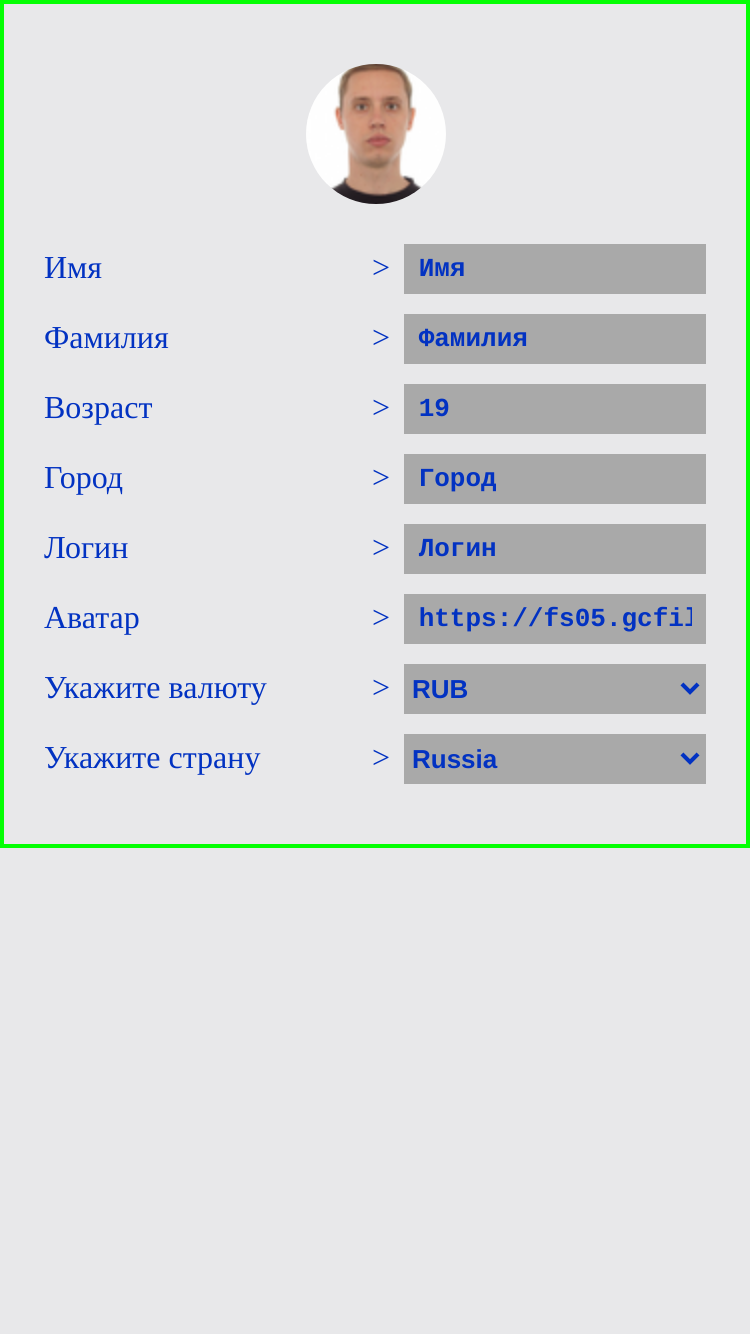 Имя > Имя
Фамилия > Фамилия
Возраст > 19
Город > Город
Логин > Логин
Аватар > https://fs05.gcfil
Укажите валюту > RUB
Укажите страну > Russia